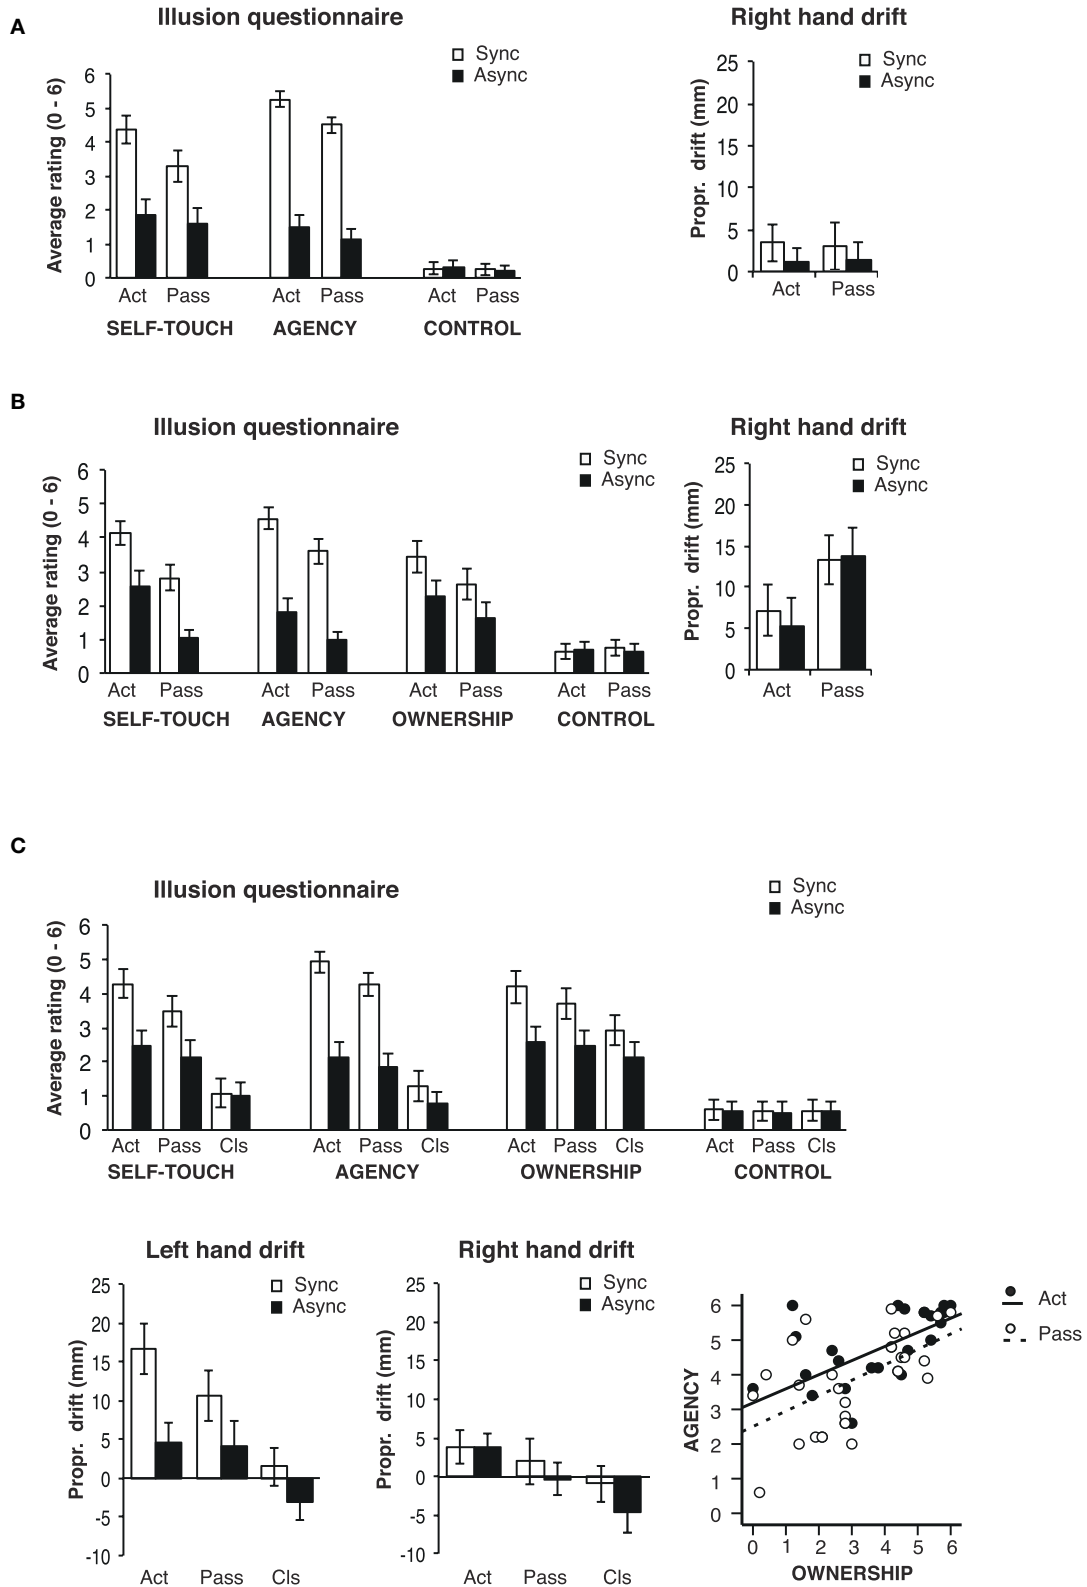 A
Illusion questionnaire
Sync
Async
Average rating (0 - 6)
6
5
4
3
2
1
0
Act Pass Act Pass Act Pass
SELF-TOUCH AGENCY CONTROL
Right hand drift
Sync
Async
Propr. drift (mm)
25
20
15
10
5
0
Act Pass
B
Illusion questionnaire
Sync
Async
Average rating (0 - 6)
6
5
4
3
2
1
0
Act Pass Act Pass Act Pass Act Pass
SELF-TOUCH AGENCY OWNERSHIP CONTROL
Right hand drift
Sync
Async
Propr. drift (mm)
25
20
15
10
5
0
Act Pass
C
Illusion questionnaire
Sync
Async
Average rating (0 - 6)
6
5
4
3
2
1
0
Act Pass Cls Act Pass Cls Act Pass Cls Act Pass Cls
SELF-TOUCH AGENCY OWNERSHIP CONTROL
Left hand drift
Sync
Async
Propr. drift (mm)
25
20
15
10
5
0
-5
-10
Act Pass Cls
Right hand drift
Sync
Async
Propr. drift (mm)
25
20
15
10
5
0
-5
-10
Act Pass Cls
Act
Pass
AGENCY
6
5
4
3
2
1
0
0 1 2 3 4 5 6
OWNERSHIP